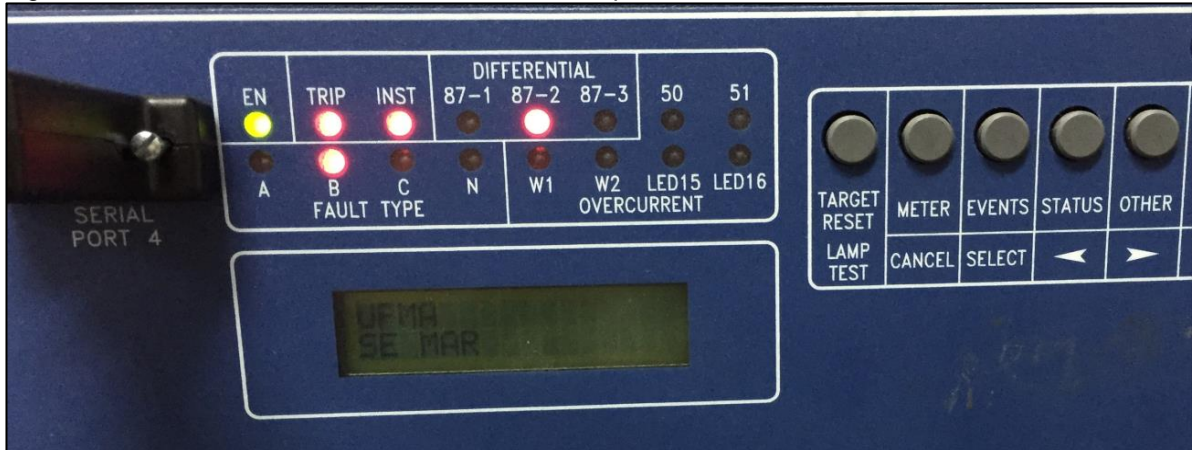 DIFFERENTIAL
EN TRIP INST 87-1 87-2 87-3 50 51
A B C N W1 W2 LED15 LED16
FAULT TYPE OVERCURRENT
SERIAL
PORT 4
UFMA
SE MAR
TARGET
RESET METER EVENTS STATUS OTHER
LAMP
TEST CANCEL SELECT